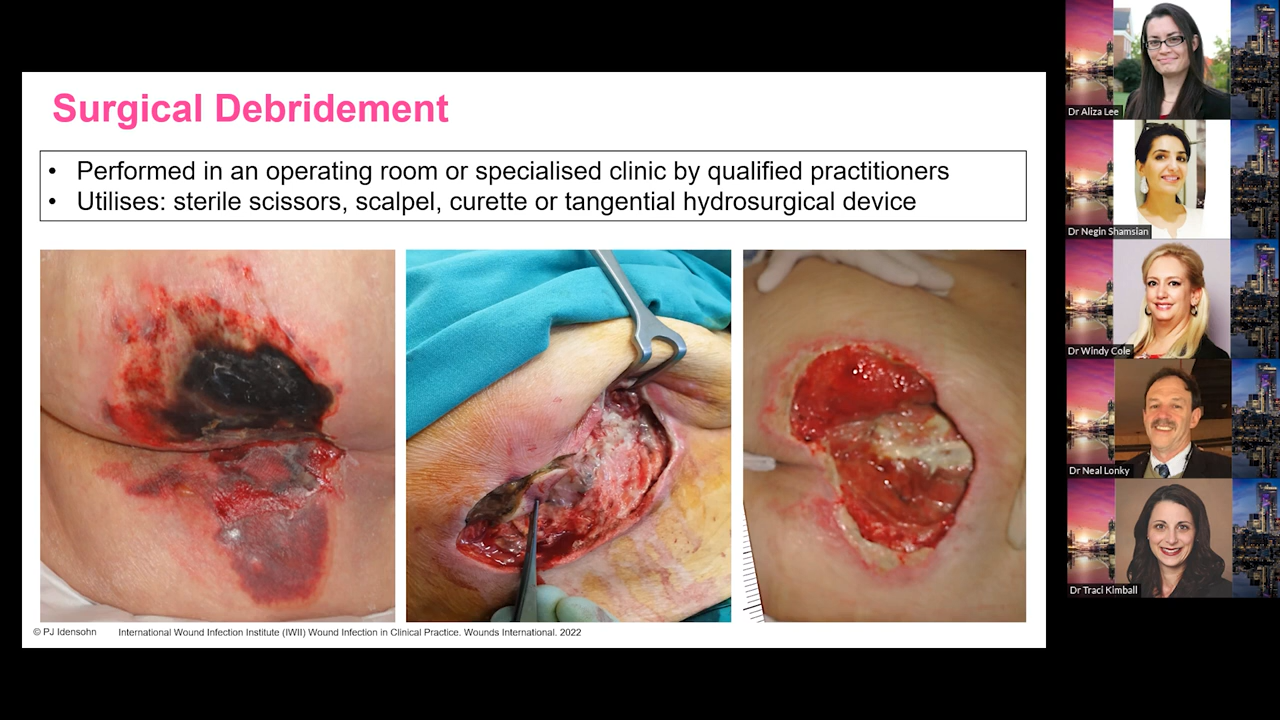 Surgical Debridement
• Performed in an operating room or specialised clinic by qualified practitioners
• Utilises: sterile scissors, scalpel, curette or tangential hydrosurgical device
© PJ Idensohn International Wound Infection Institute (IWII) Wound Infection in Clinical Practice. Wounds International. 2022
Dr Aliza Lee
Dr Negin Shamsian
Dr Windy Cole
Dr Neal Lonky
Dr Traci Kimball